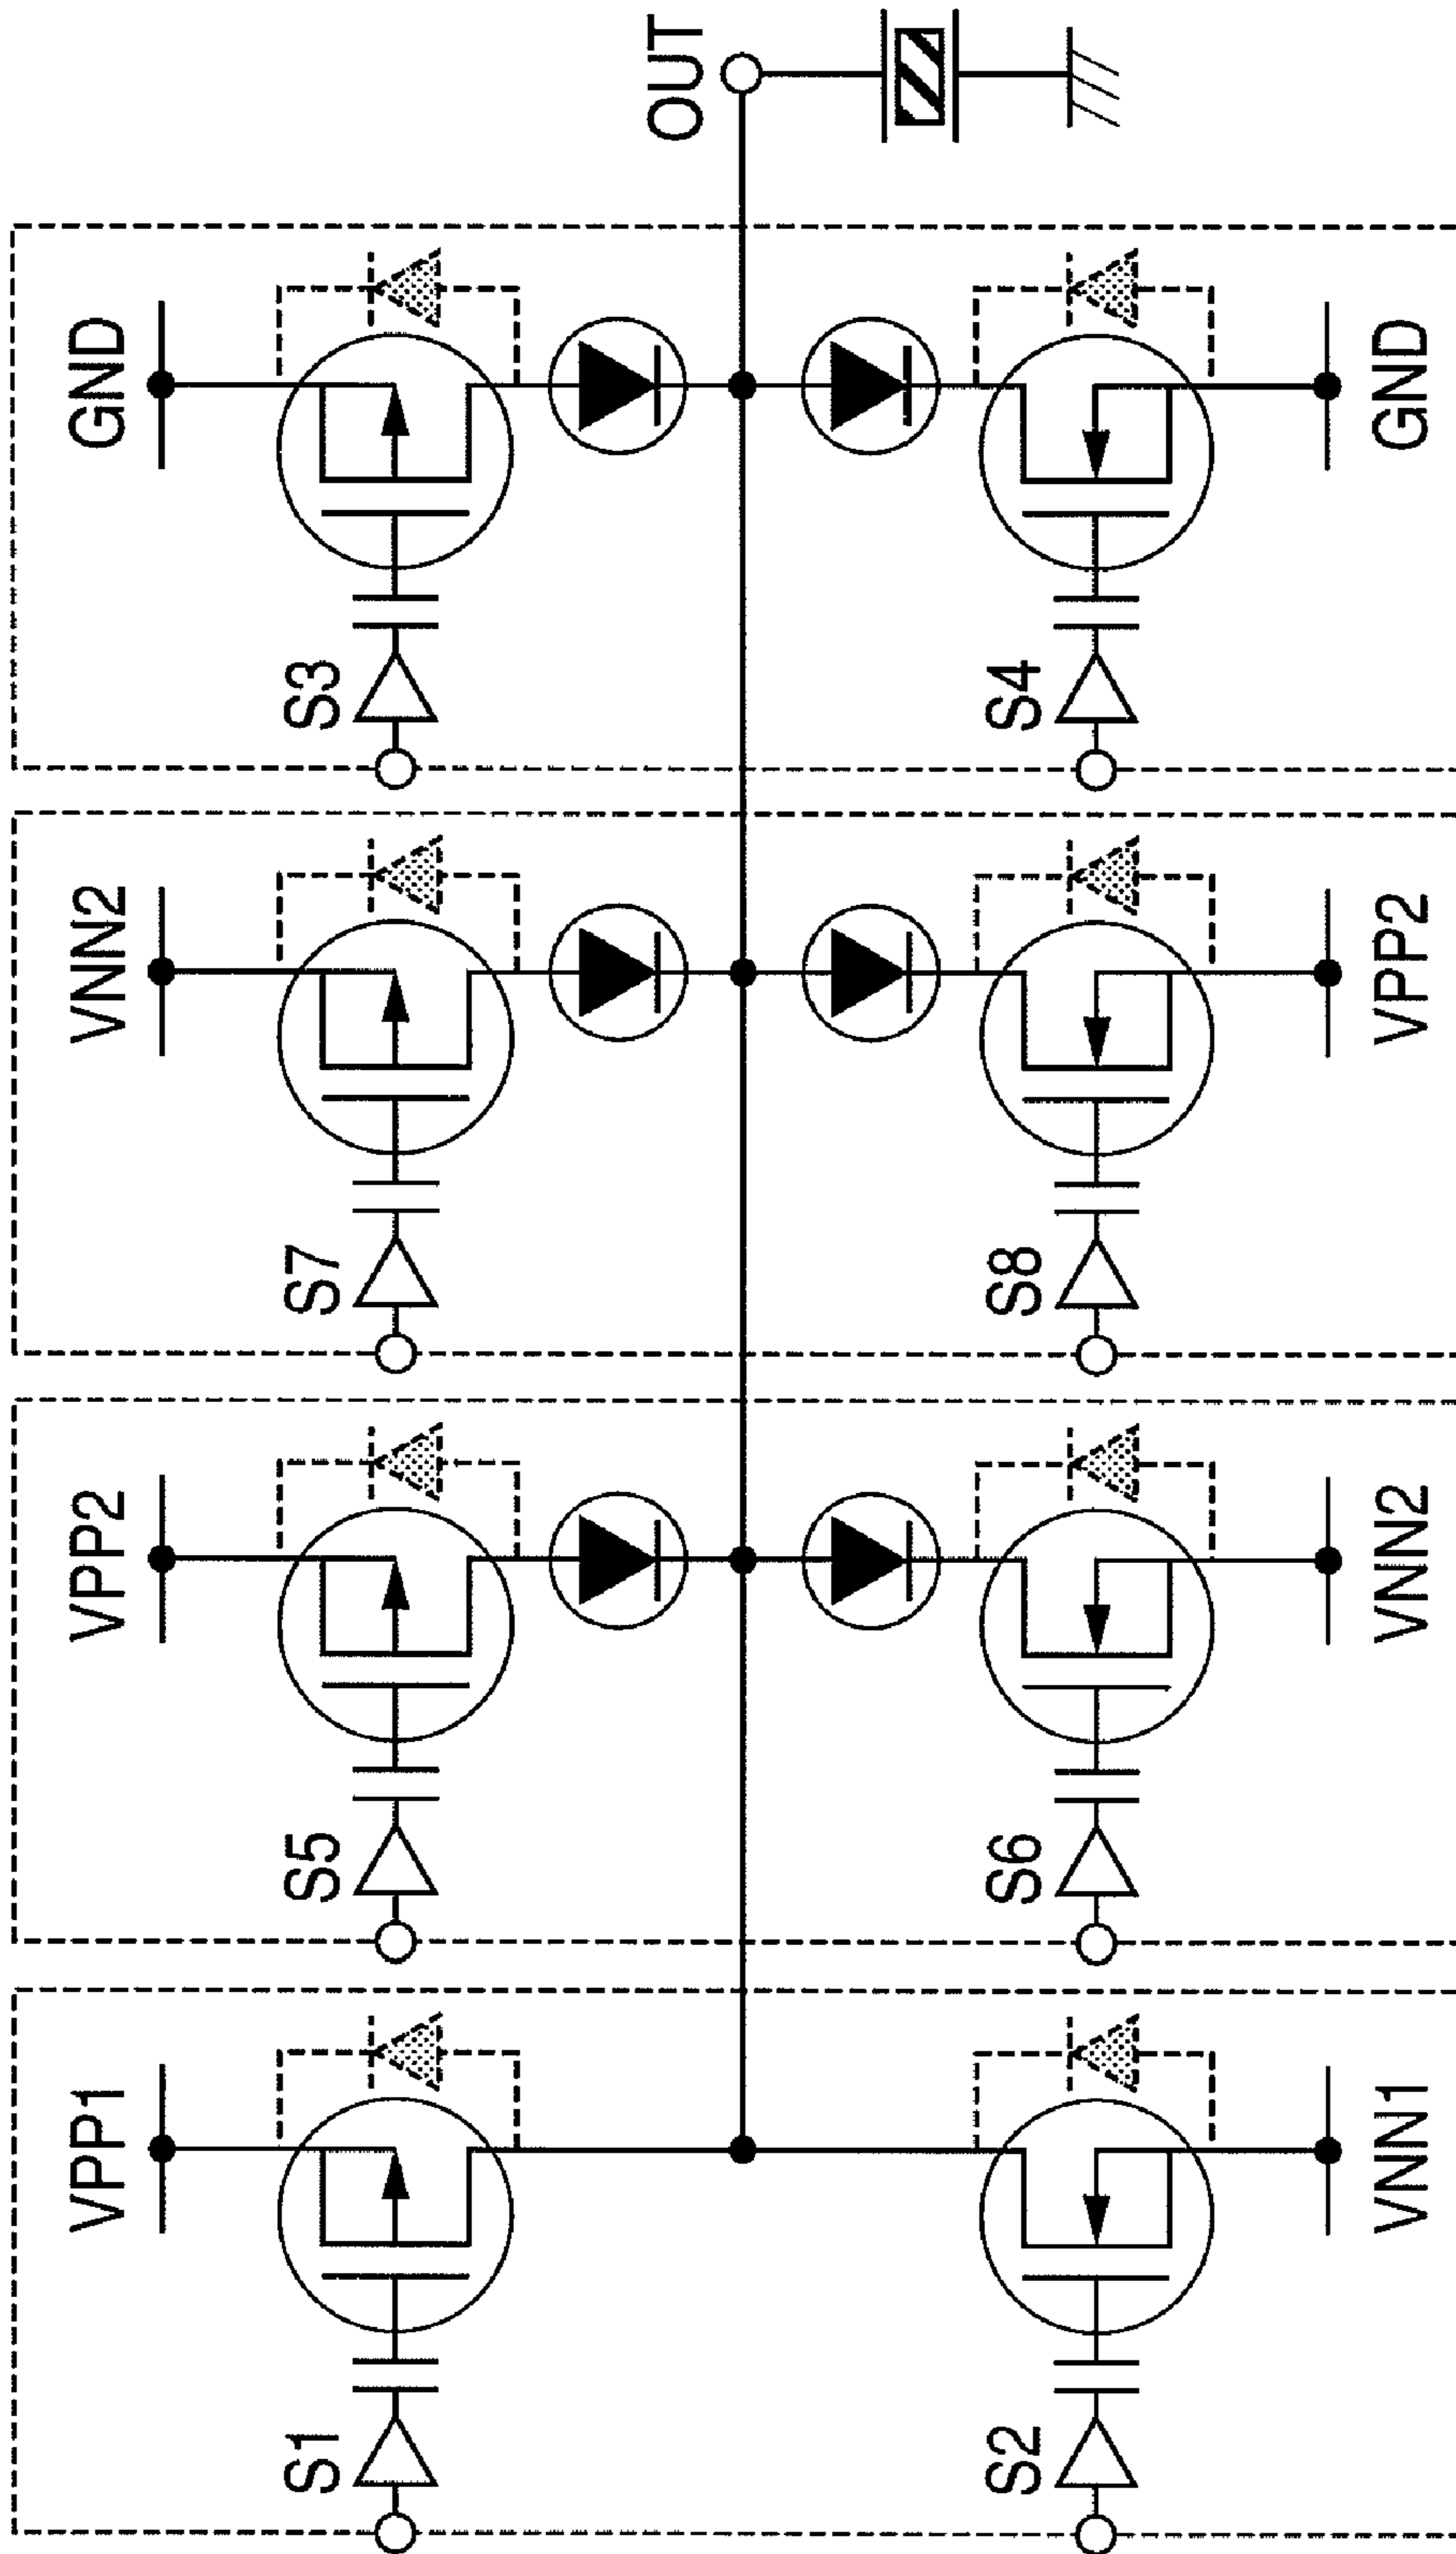 VPP1
VPP2
VNN2
GND
S1
S5
S7
S3
OUT
S2
S6
S8
S4
VNN1
VNN2
VPP2
GND